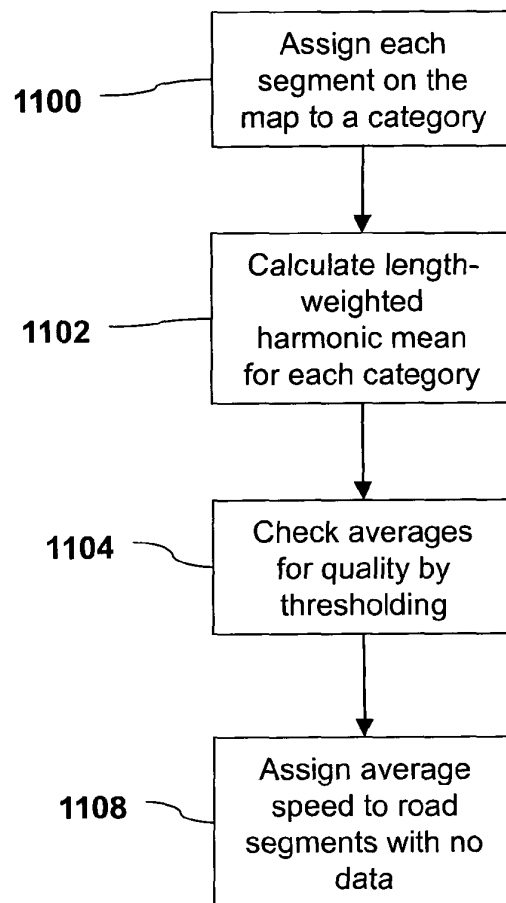 Assign each
segment on the
map to a category
1100
Calculate length-
weighted
harmonic mean
for each category
1102
Check averages
for quality by
thresholding
1104
Assign average
speed to road
segments with no
data
1108